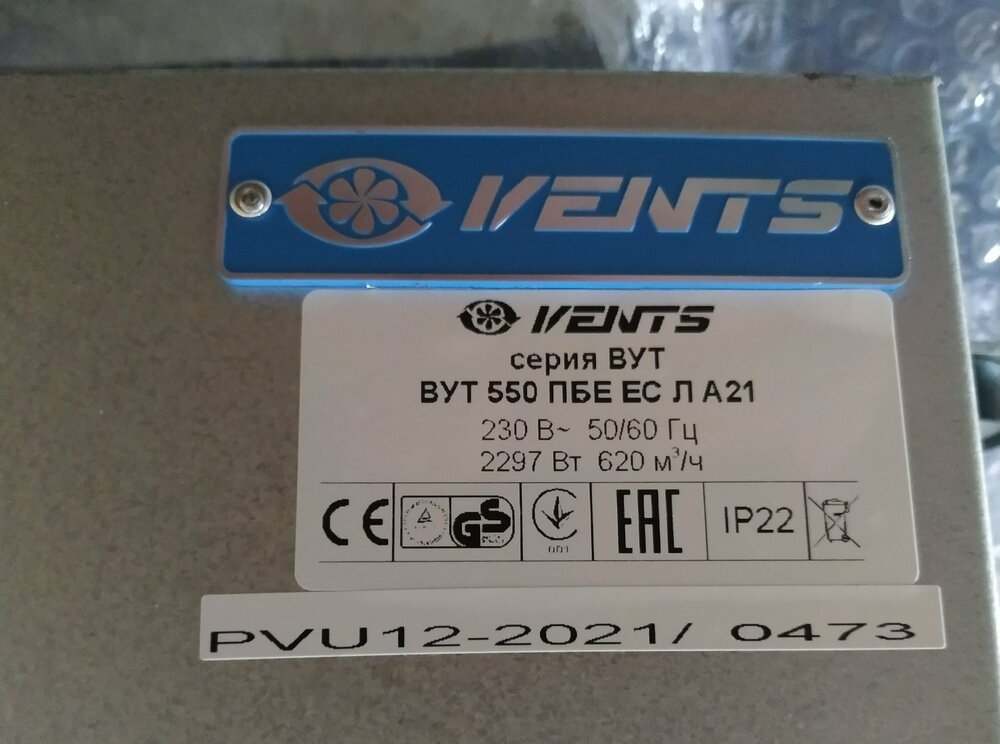 VENTS
VENTS
серия ВУТ
ВУТ 550 ПБЕ ЕС Л А21
230 В~ 50/60 Гц
2297 Вт 620 м³/ч
CE GS 001 EAC IP22
PVU12-2021/ 0473